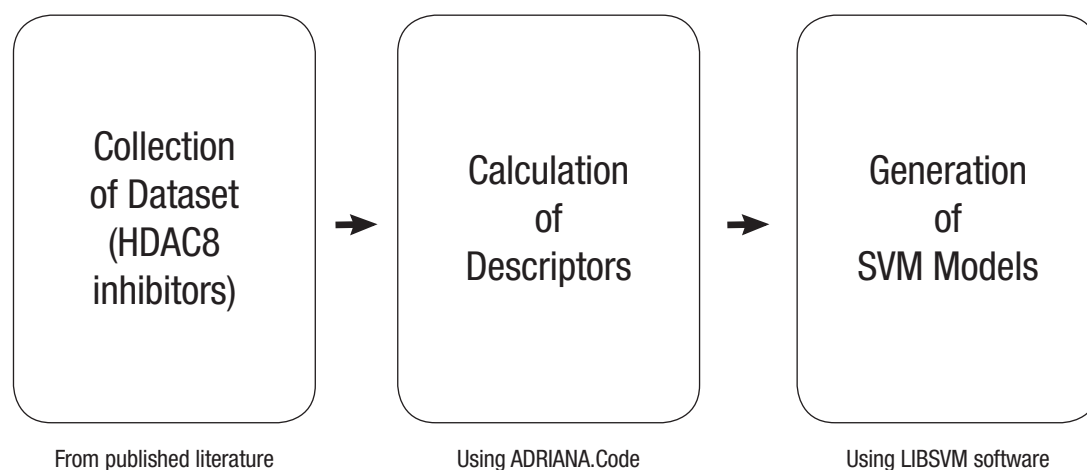 Collection
of Dataset
(HDAC8
inhibitors)
Calculation
of
Descriptors
Generation
of
SVM Models
From published literature
Using ADRIANA.Code
Using LIBSVM software